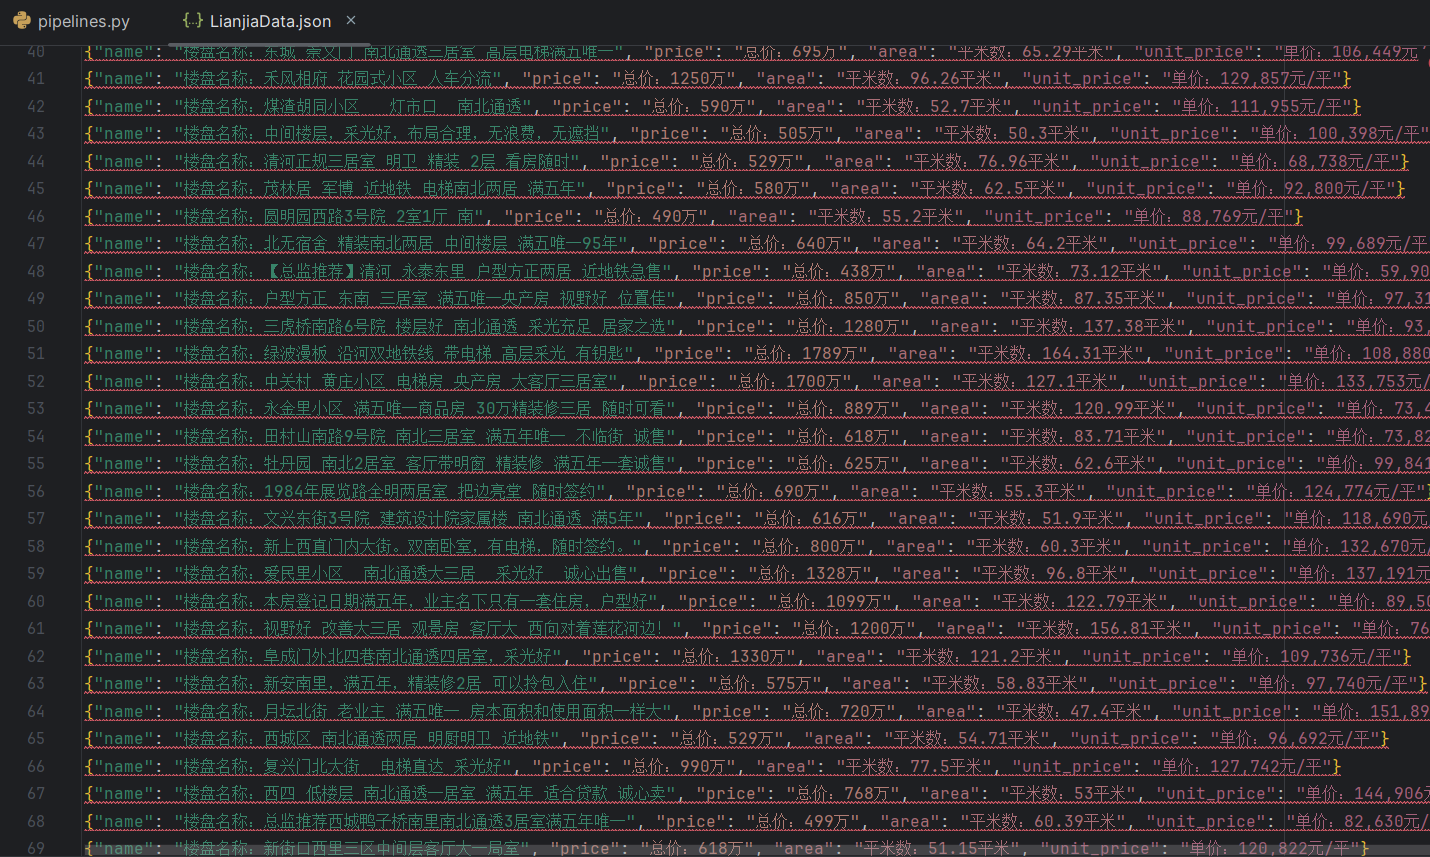 pipelines.py
LianjiaData.json
40 {"name": "楼盘名称: 东城 崇文门 南北通透三居室 高层电梯满五唯一", "price": "总价: 695万", "area": "平米数: 65.29平米", "unit_price": "单价: 106,449元
41 {"name": "楼盘名称: 禾风相府 花园式小区 人车分流", "price": "总价: 1250万", "area": "平米数: 96.26平米", "unit_price": "单价: 129,857元/平"}
42 {"name": "楼盘名称: 煤渣胡同小区   灯市口  南北通透", "price": "总价: 590万", "area": "平米数: 52.7平米", "unit_price": "单价: 111,955元/平"}
43 {"name": "楼盘名称: 中间楼层，采光好，布局合理，无浪费，无遮挡", "price": "总价: 505万", "area": "平米数: 50.3平米", "unit_price": "单价: 100,398元/平"
44 {"name": "楼盘名称: 清河正规三居室 明卫 精装 2层 看房随时", "price": "总价: 529万", "area": "平米数: 76.96平米", "unit_price": "单价: 68,738元/平"}
45 {"name": "楼盘名称: 茂林居 军博 近地铁 电梯南北两居 满五年", "price": "总价: 580万", "area": "平米数: 62.5平米", "unit_price": "单价: 92,800元/平"}
46 {"name": "楼盘名称: 圆明园西路3号院 2室1厅 南", "price": "总价: 490万", "area": "平米数: 55.2平米", "unit_price": "单价: 88,769元/平"}
47 {"name": "楼盘名称: 北无宿舍 精装南北两居 中间楼层 满五唯一95年", "price": "总价: 640万", "area": "平米数: 64.2平米", "unit_price": "单价: 99,689元/平
48 {"name": "楼盘名称: 【总监推荐】清河 永泰东里 户型方正两居 近地铁急售", "price": "总价: 438万", "area": "平米数: 73.12平米", "unit_price": "单价: 59,90
49 {"name": "楼盘名称: 户型方正 东南 三居室 满五唯一央产房 视野好 位置佳", "price": "总价: 850万", "area": "平米数: 87.35平米", "unit_price": "单价: 97,31
50 {"name": "楼盘名称: 三虎桥南路6号院 楼层好 南北通透 采光充足 居家之选", "price": "总价: 1280万", "area": "平米数: 137.38平米", "unit_price": "单价: 93,
51 {"name": "楼盘名称: 绿波漫板 沿河双地铁线 带电梯 高层采光 有钥匙", "price": "总价: 1789万", "area": "平米数: 164.31平米", "unit_price": "单价: 108,880
52 {"name": "楼盘名称: 中关村 黄庄小区 电梯房 央产房 大客厅三居室", "price": "总价: 1700万", "area": "平米数: 127.1平米", "unit_price": "单价: 133,753元/
53 {"name": "楼盘名称: 永金里小区 满五唯一商品房 30万精装修三居 随时可看", "price": "总价: 889万", "area": "平米数: 120.99平米", "unit_price": "单价: 73,4
54 {"name": "楼盘名称: 田村山南路9号院 南北三居室 满五年唯一 不临街 诚售", "price": "总价: 618万", "area": "平米数: 83.71平米", "unit_price": "单价: 73,82
55 {"name": "楼盘名称: 牡丹园 南北2居室 客厅带明窗 精装修 满五年一套诚售", "price": "总价: 625万", "area": "平米数: 62.6平米", "unit_price": "单价: 99,841
56 {"name": "楼盘名称: 1984年展览路全明两居室 把边亮堂 随时签约", "price": "总价: 690万", "area": "平米数: 55.3平米", "unit_price": "单价: 124,774元/平"}
57 {"name": "楼盘名称: 文兴东街3号院 建筑设计院家属楼 南北通透 满5年", "price": "总价: 616万", "area": "平米数: 51.9平米", "unit_price": "单价: 118,690元/
58 {"name": "楼盘名称: 新上西直门内大街。双南卧室，有电梯，随时签约。", "price": "总价: 800万", "area": "平米数: 60.3平米", "unit_price": "单价: 132,670元/
59 {"name": "楼盘名称: 爱民里小区  南北通透大三居  采光好  诚心出售", "price": "总价: 1328万", "area": "平米数: 96.8平米", "unit_price": "单价: 137,191元/
60 {"name": "楼盘名称: 本房登记日期满五年，业主名下只有一套住房，户型好", "price": "总价: 1099万", "area": "平米数: 122.79平米", "unit_price": "单价: 89,50
61 {"name": "楼盘名称: 视野好 改善大三居 观景房 客厅大 西向对着莲花河边！", "price": "总价: 1200万", "area": "平米数: 156.81平米", "unit_price": "单价: 76
62 {"name": "楼盘名称: 阜成门外北四巷南北通透四居室，采光好", "price": "总价: 1330万", "area": "平米数: 121.2平米", "unit_price": "单价: 109,736元/平"}
63 {"name": "楼盘名称: 新安南里，满五年，精装修2居 可以拎包入住", "price": "总价: 575万", "area": "平米数: 58.83平米", "unit_price": "单价: 97,740元/平"}
64 {"name": "楼盘名称: 月坛北街 老业主 满五唯一 房本面积和使用面积一样大", "price": "总价: 720万", "area": "平米数: 47.4平米", "unit_price": "单价: 151,89
65 {"name": "楼盘名称: 西城区 南北通透两居 明厨明卫 近地铁", "price": "总价: 529万", "area": "平米数: 54.71平米", "unit_price": "单价: 96,692元/平"}
66 {"name": "楼盘名称: 复兴门北大街  电梯直达 采光好", "price": "总价: 990万", "area": "平米数: 77.5平米", "unit_price": "单价: 127,742元/平"}
67 {"name": "楼盘名称: 西四 低楼层 南北通透一居室 满五年 适合贷款 诚心卖", "price": "总价: 768万", "area": "平米数: 53平米", "unit_price": "单价: 144,906元
68 {"name": "楼盘名称: 总监推荐西城鸭子桥南里南北通透3居室满五年唯一", "price": "总价: 499万", "area": "平米数: 60.39平米", "unit_price": "单价: 82,630元/
69 {"name": "楼盘名称: 新街口西里三区中间层客厅大一局室", "price": "总价: 618万", "area": "平米数: 51.15平米", "unit_price": "单价: 120,822元/平"}